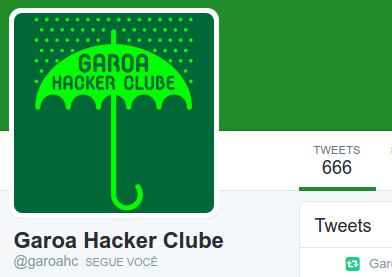 GAROA
HACKER CLUBE
TWEETS
666
Garoa Hacker Clube
@garoahc SEGUE VOCÊ
Tweets